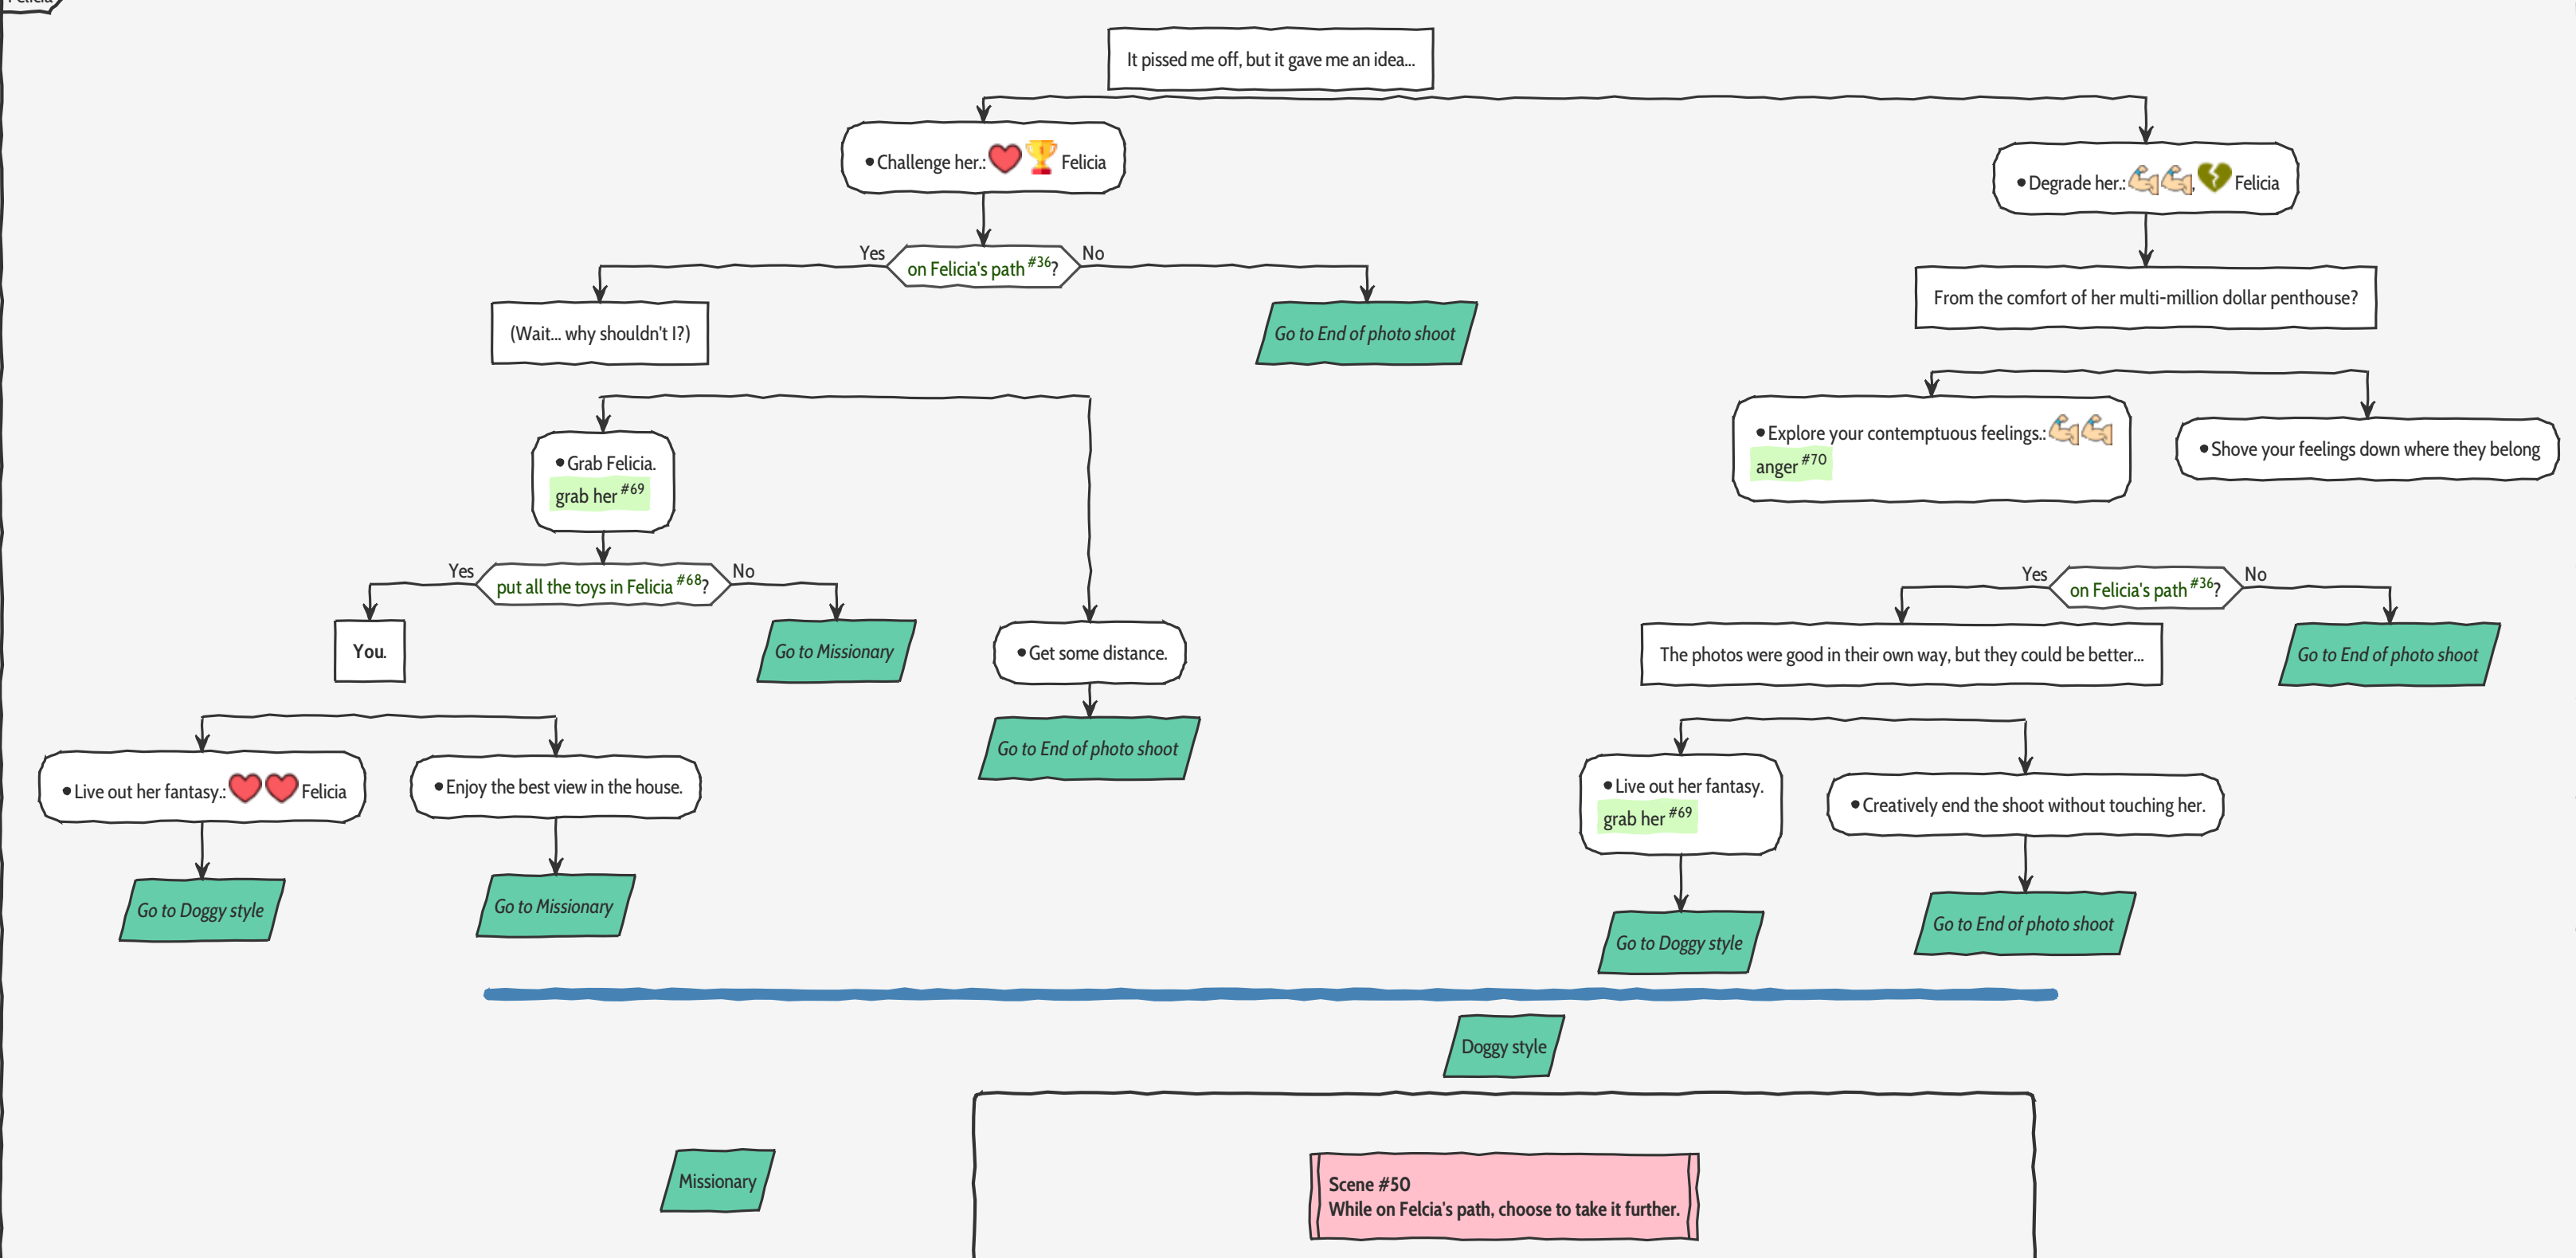 Felicia
It pissed me off, but it gave me an idea...
•Challenge her.: ❤️🏆 Felicia
•Degrade her.: 💪💪, 💔 Felicia
Yes
on Felicia's path #36?
No
From the comfort of her multi-million dollar penthouse?
(Wait... why shouldn't I?)
Go to End of photo shoot
•Explore your contemptuous feelings.: 💪💪
anger #70
•Shove your feelings down where they belong
•Grab Felicia.
grab her #69
Yes
put all the toys in Felicia #68?
No
Yes
on Felicia's path #36?
No
You.
Go to Missionary
•Get some distance.
The photos were good in their own way, but they could be better...
Go to End of photo shoot
Go to End of photo shoot
•Live out her fantasy.: ❤️❤️ Felicia
•Enjoy the best view in the house.
•Live out her fantasy.
grab her #69
•Creatively end the shoot without touching her.
Go to Doggy style
Go to Missionary
Go to Doggy style
Go to End of photo shoot
Doggy style
Missionary
Scene #50
While on Felcia's path, choose to take it further.